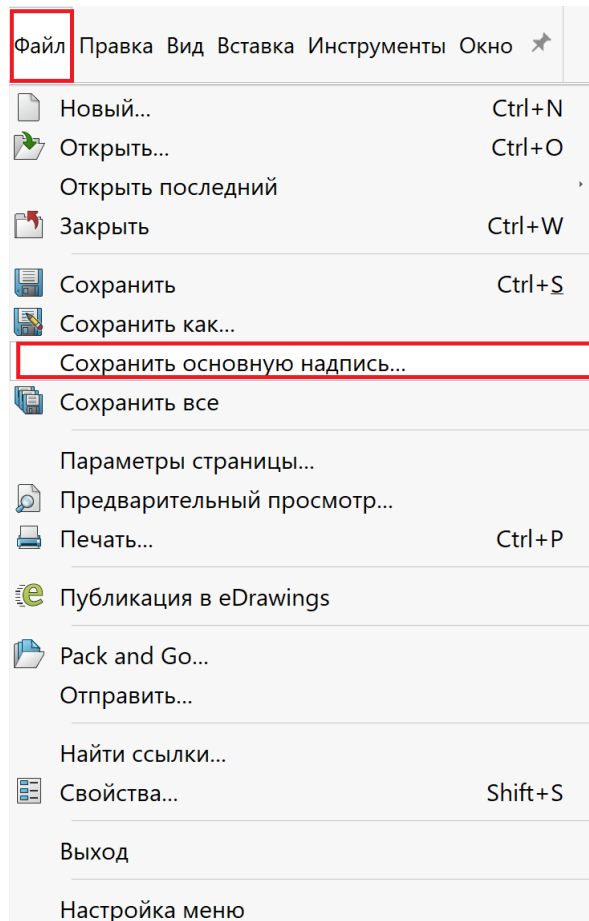 Файл Правка Вид Вставка Инструменты Окно
Новый... Ctrl+N
Открыть... Ctrl+O
Открыть последний
Закрыть Ctrl+W
Сохранить Ctrl+S
Сохранить как...
Сохранить основную надпись...
Сохранить все
Параметры страницы...
Предварительный просмотр...
Печать... Ctrl+P
Публикация в eDrawings
Pack and Go...
Отправить...
Найти ссылки...
Свойства... Shift+S
Выход
Настройка меню